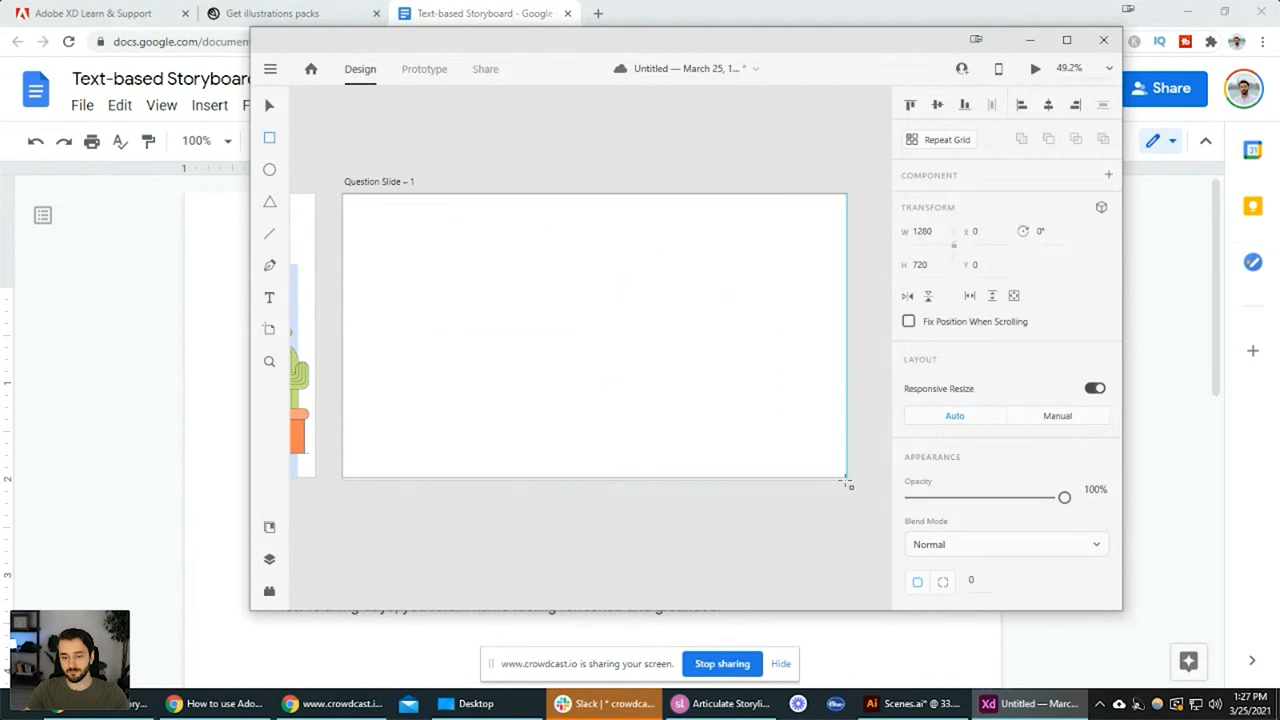 Adobe XD Learn & Support
Get illustrations packs
Text-based Storyboard - Google
docs.google.com/documen
Text-based Storyboard
File Edit View Insert
Share
100%
1
Design Prototype Share
Untitled — March 25, 1... *
49.2%
Repeat Grid
COMPONENT
TRANSFORM
W 1280 X 0 0°
H 720 Y 0
Fix Position When Scrolling
LAYOUT
Responsive Resize
Auto Manual
APPEARANCE
Opacity
100%
Blend Mode
Normal
0
Question Slide – 1
1
2
3
www.crowdcast.io is sharing your screen. Stop sharing Hide
How to use Ado...
www.crowdcast.i...
Desktop
Slack | * crowdca...
Articulate Storyli...
Scenes.ai* @ 33....
Untitled — Marc...
1:27 PM
3/25/2021